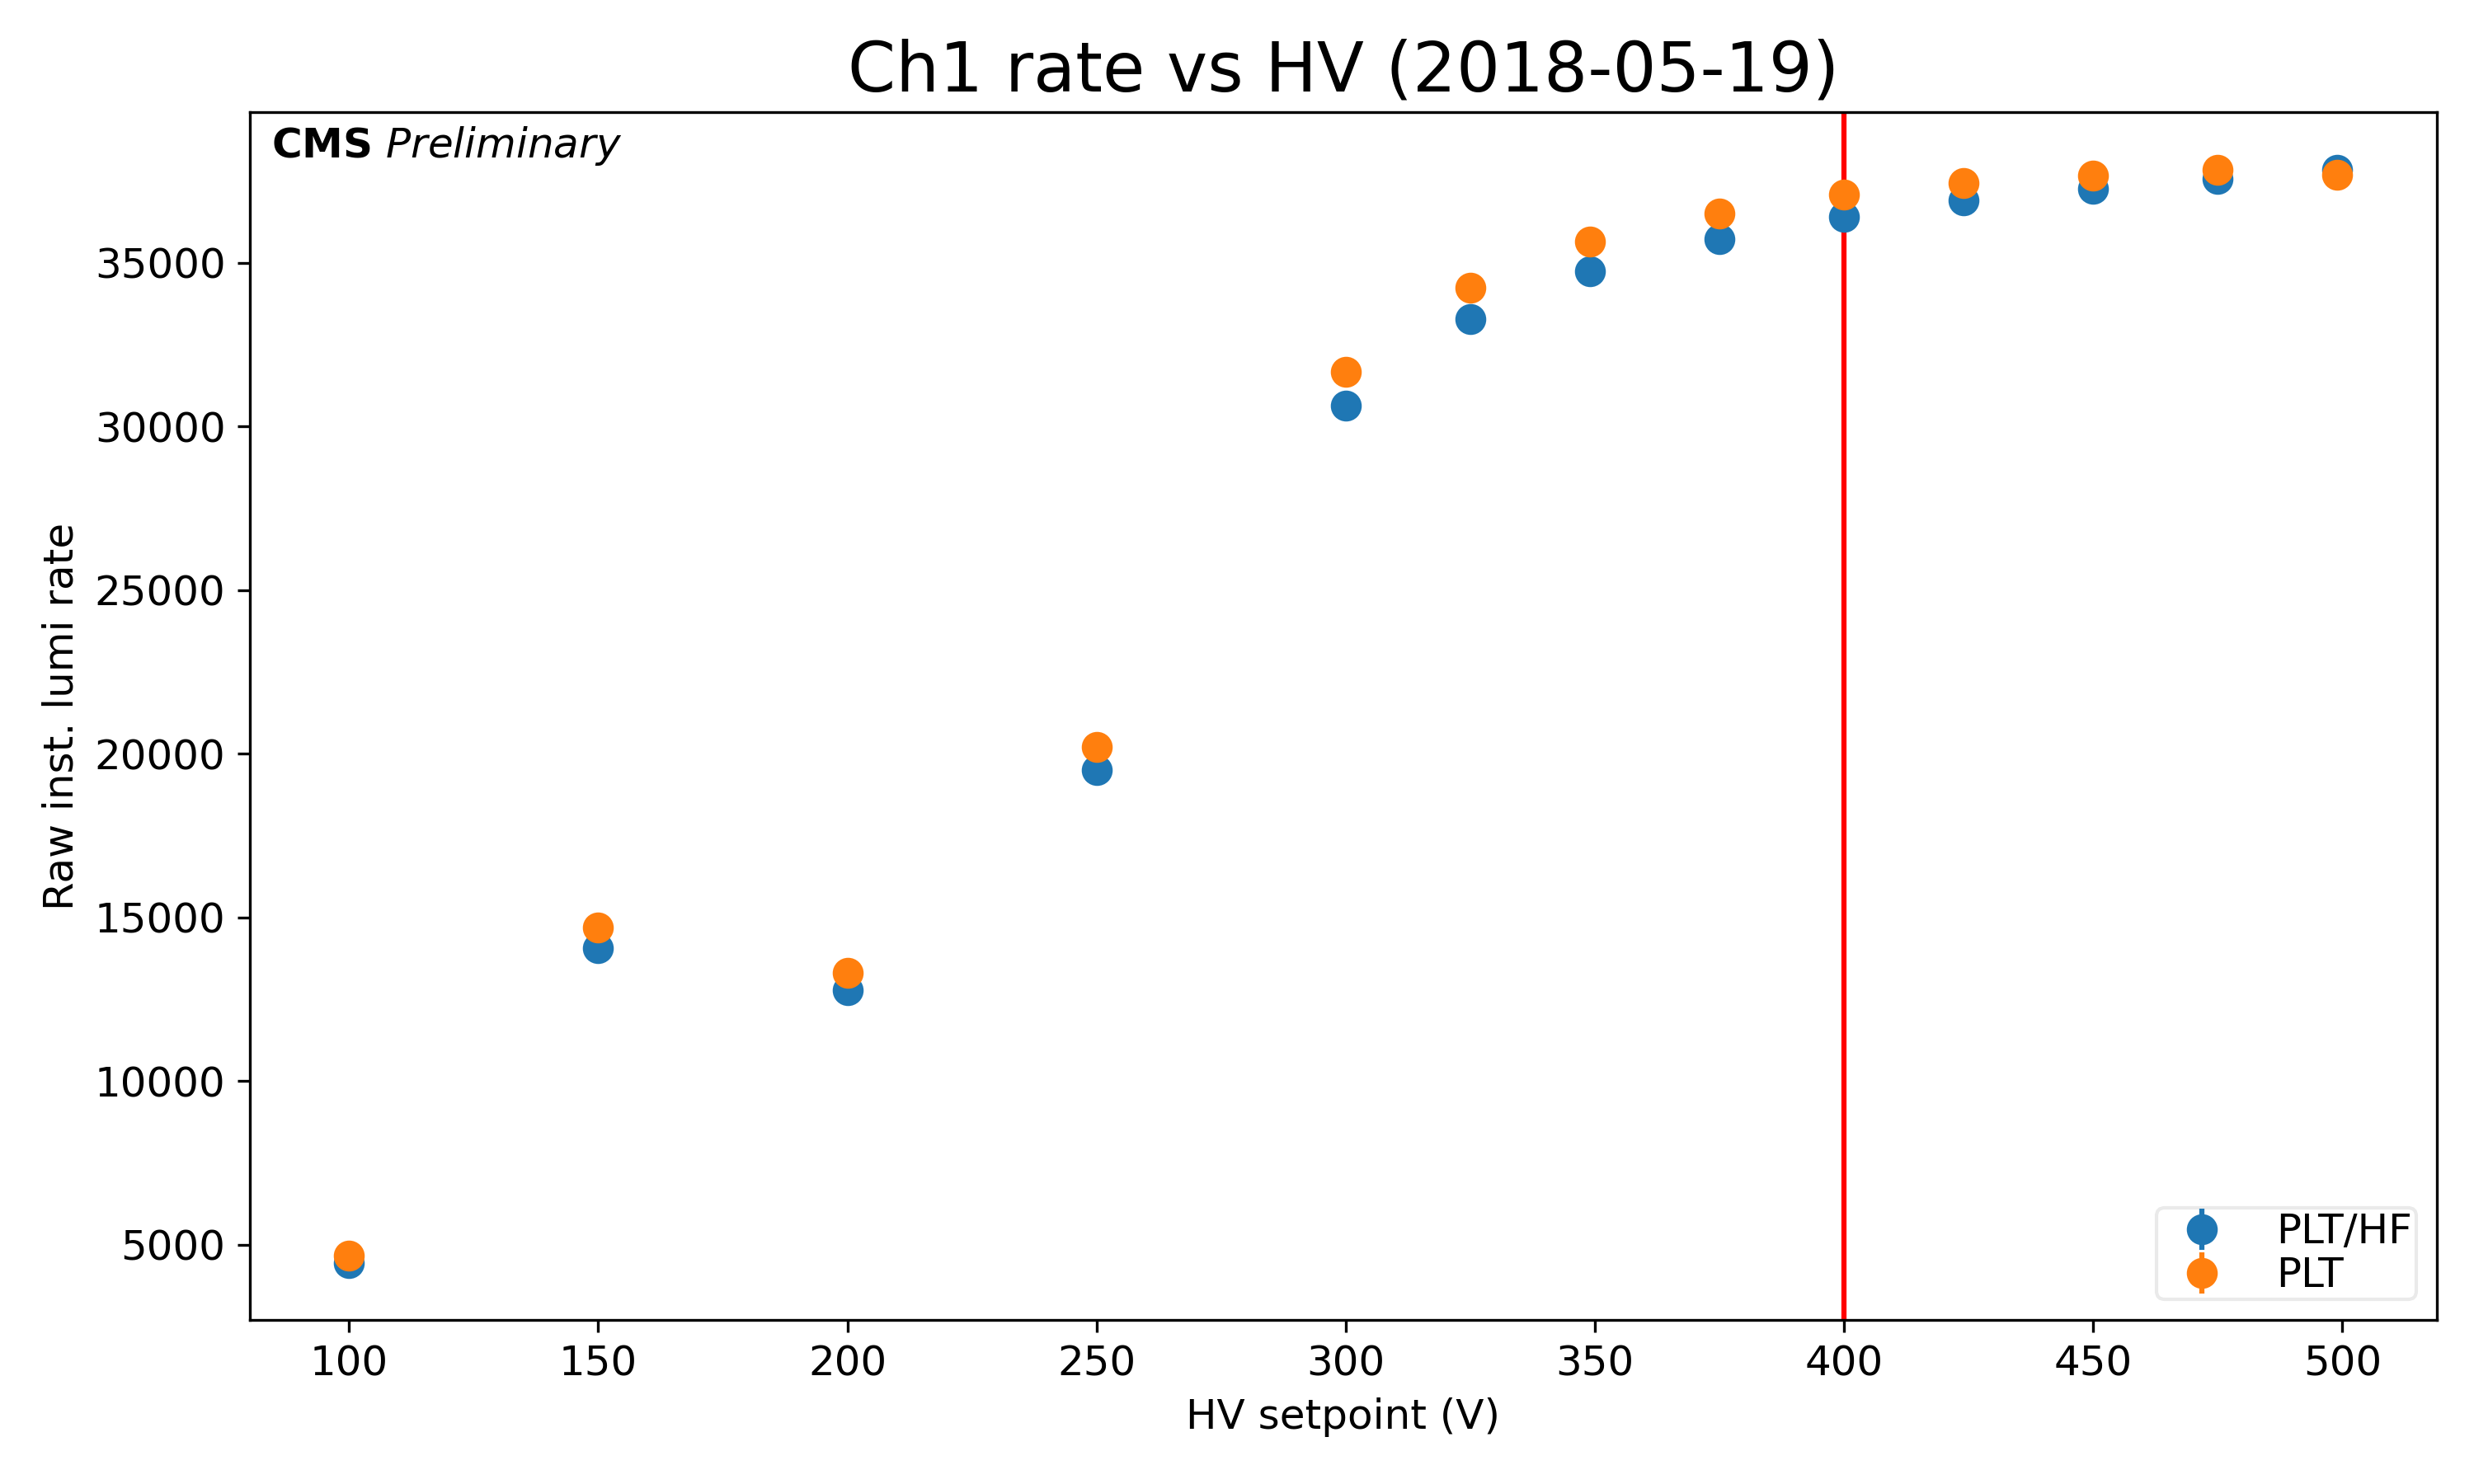 Ch1 rate vs HV (2018-05-19)
CMS Preliminary
35000
30000
25000
20000
15000
10000
5000
Raw inst. lumi rate
100 150 200 250 300 350 400 450 500
HV setpoint (V)
PLT/HF
PLT